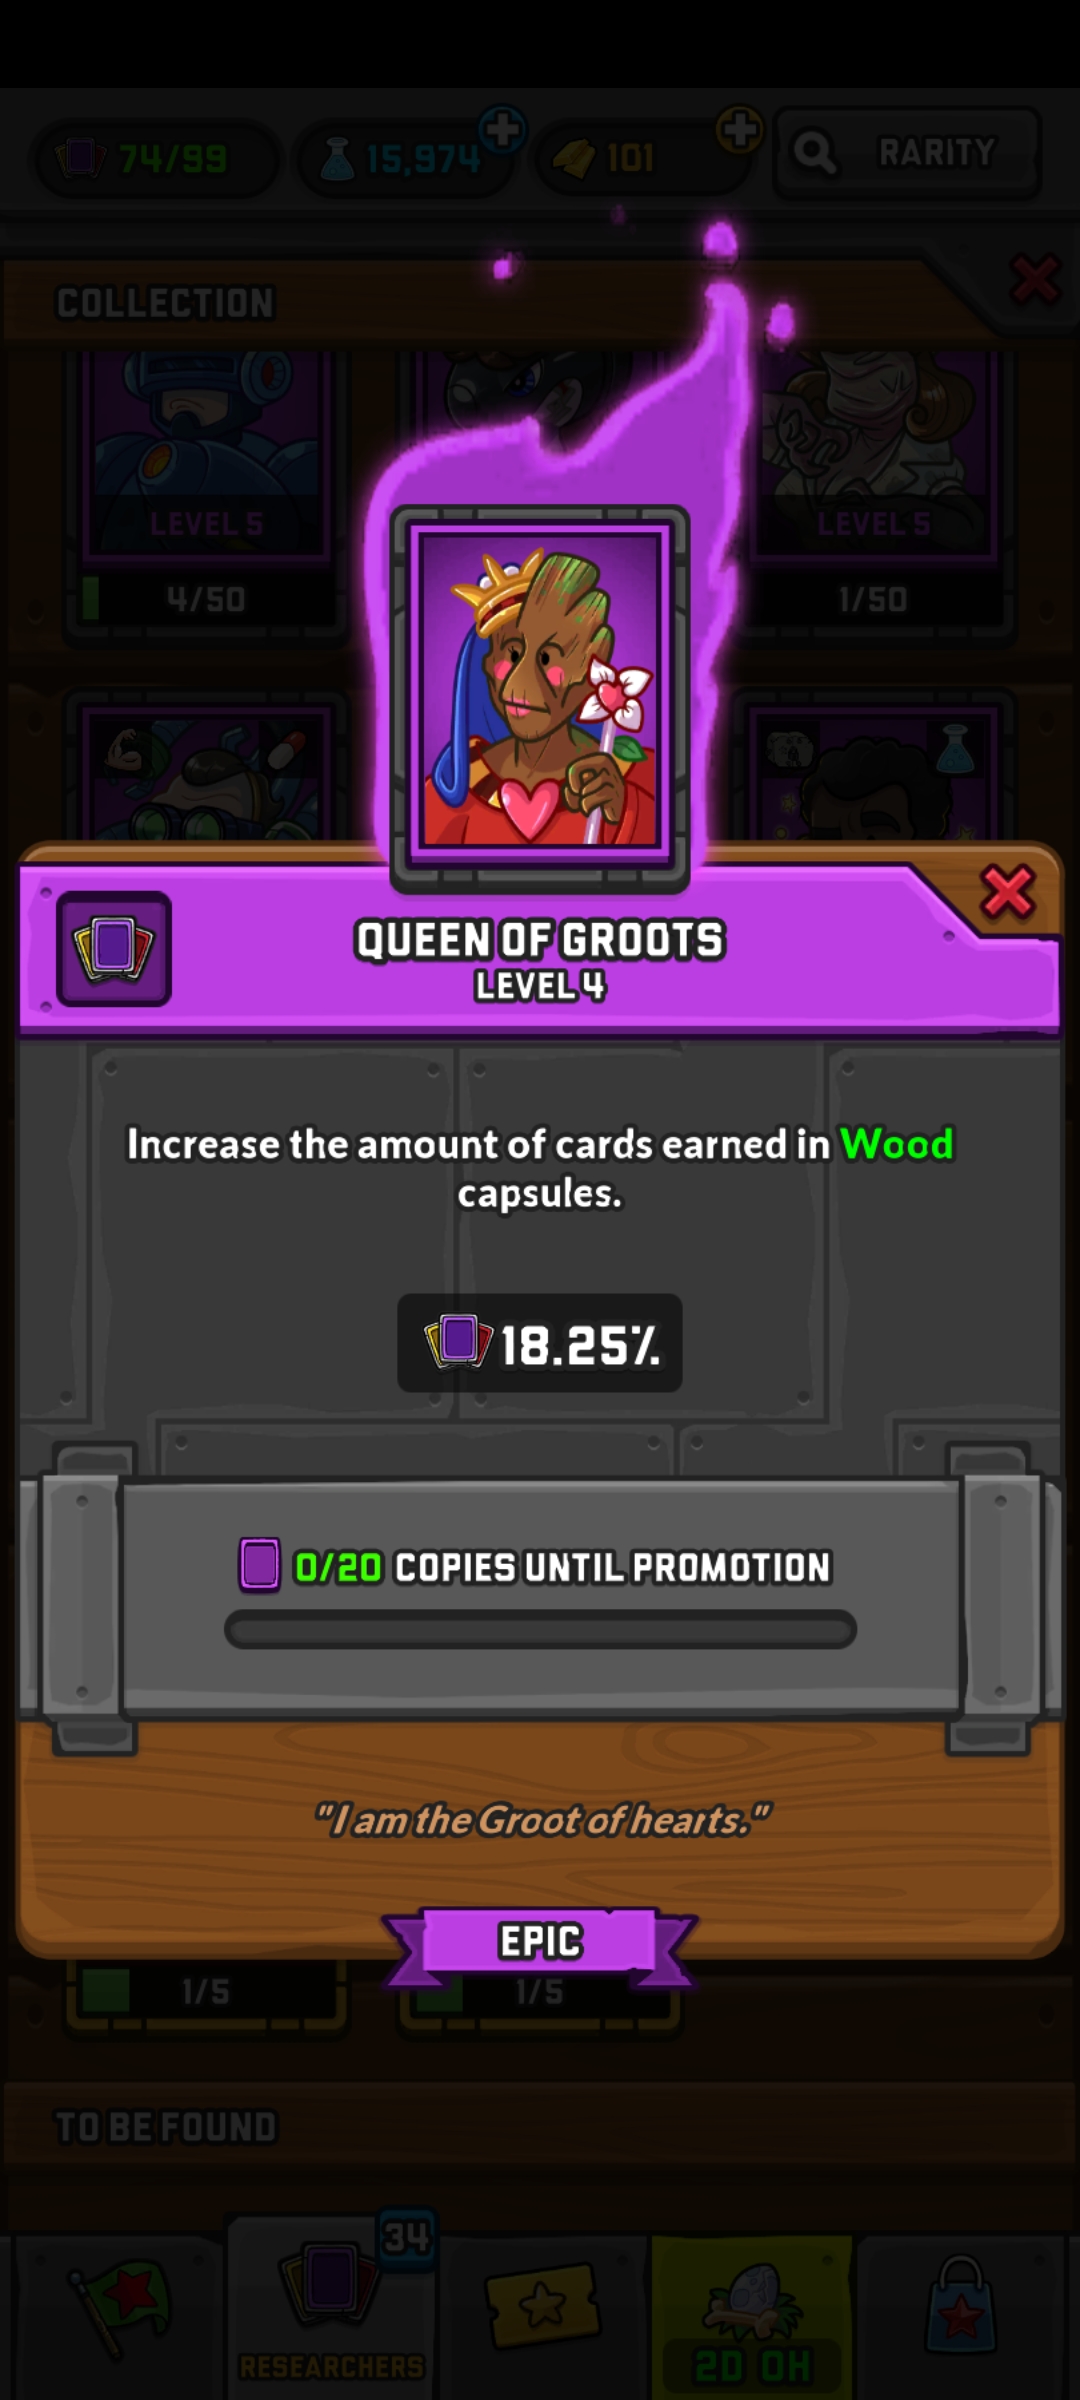 74/99
15,974
101
RARITY
COLLECTION
LEVEL 5
LEVEL 5
4/50
1/50
QUEEN OF GROOTS
LEVEL 4
Increase the amount of cards earned in Wood
capsules.
18.25%
0/20 COPIES UNTIL PROMOTION
"I am the Groot of hearts."
EPIC
1/5
1/5
TO BE FOUND
34
RESEARCHERS
2D 0H